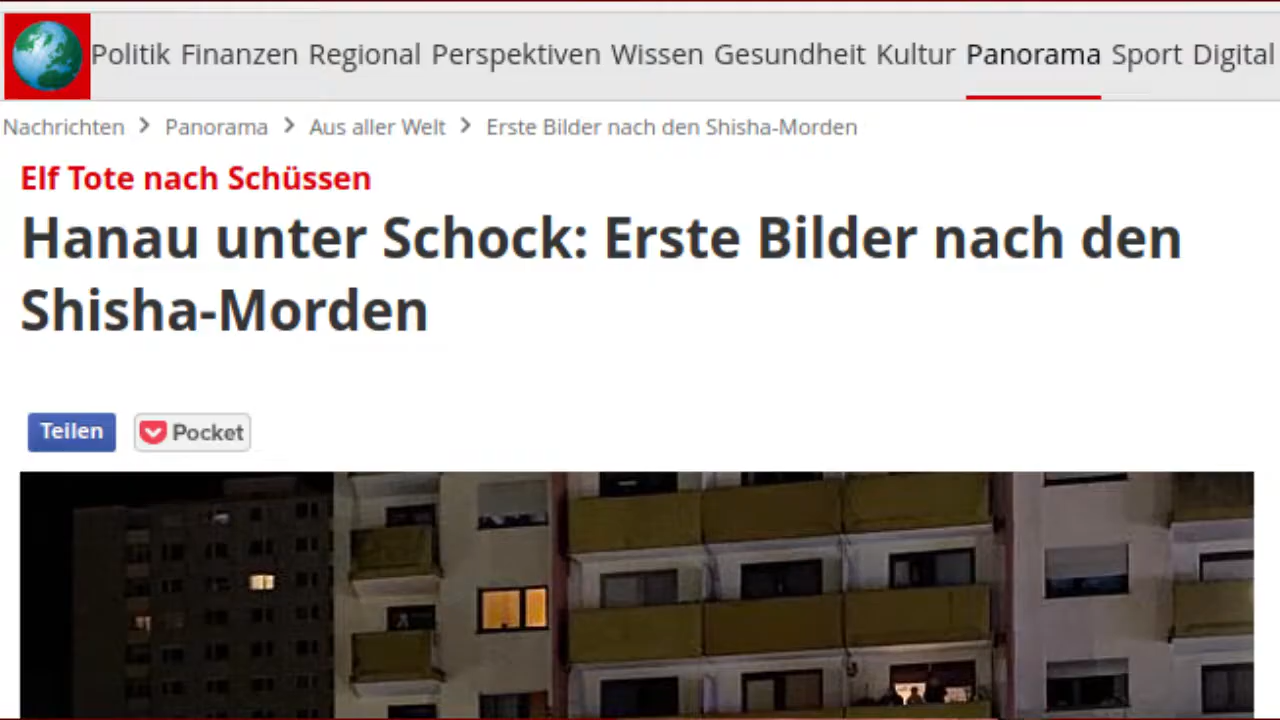 Politik Finanzen Regional Perspektiven Wissen Gesundheit Kultur Panorama Sport Digital
Nachrichten > Panorama > Aus aller Welt > Erste Bilder nach den Shisha-Morden
Elf Tote nach Schüssen
Hanau unter Schock: Erste Bilder nach den
Shisha-Morden
Teilen Pocket